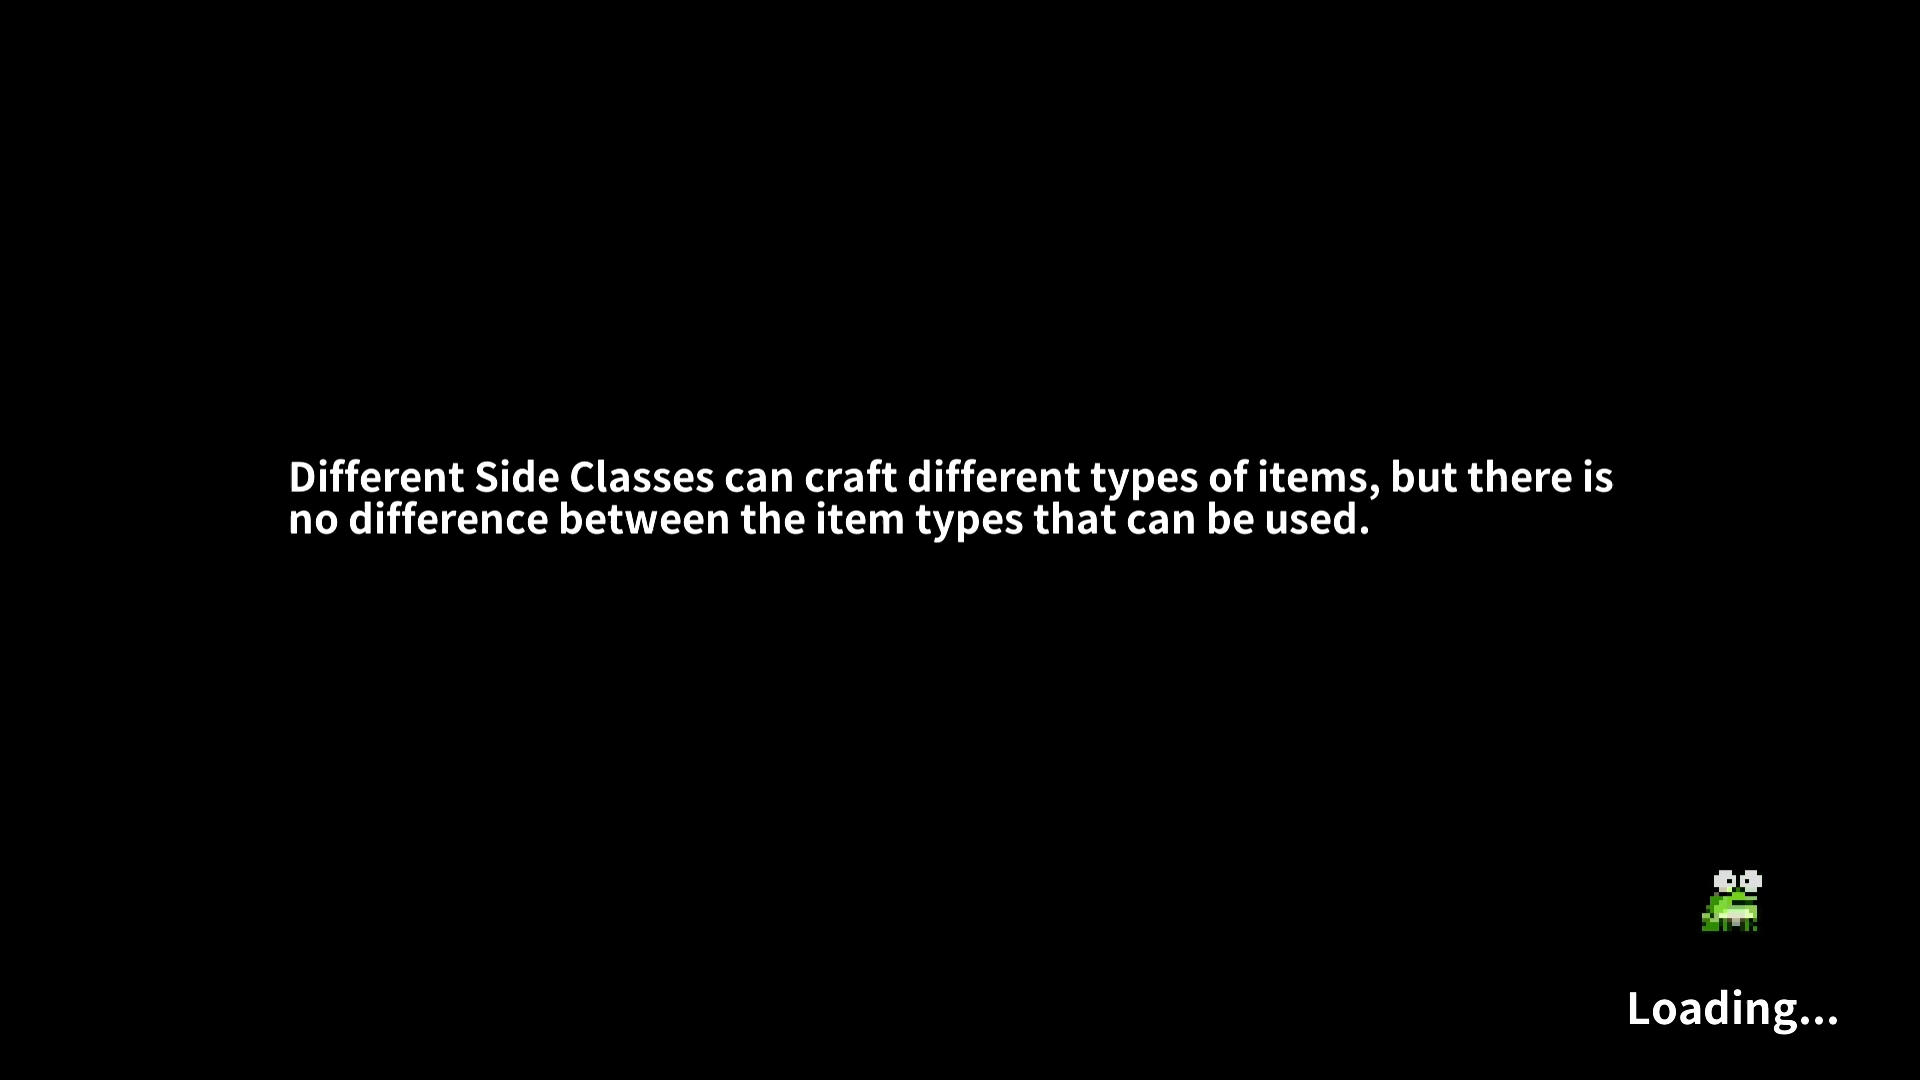 Different Side Classes can craft different types of items, but there is
no difference between the item types that can be used.
Loading...